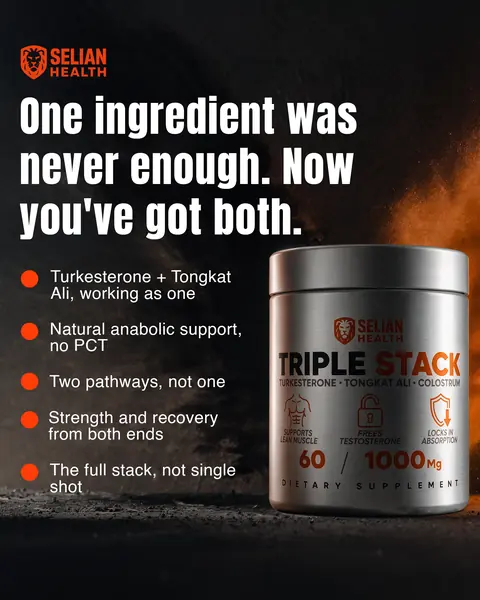 SELIAN
HEALTH
One ingredient was
never enough. Now
you've got both.
Turkesterone + Tongkat
Ali, working as one
Natural anabolic support,
no PCT
Two pathways, not one
Strength and recovery
from both ends
The full stack, not single
shot
SELIAN
HEALTH
TRIPLE STACK
TURKESTERONE • TONGKAT ALI • COLOSTRUM
SUPPORTS
LEAN MUSCLE
FREES
TESTOSTERONE
LOCKS IN
ABSORPTION
60 / 1000Mg
DIETARY SUPPLEMENT